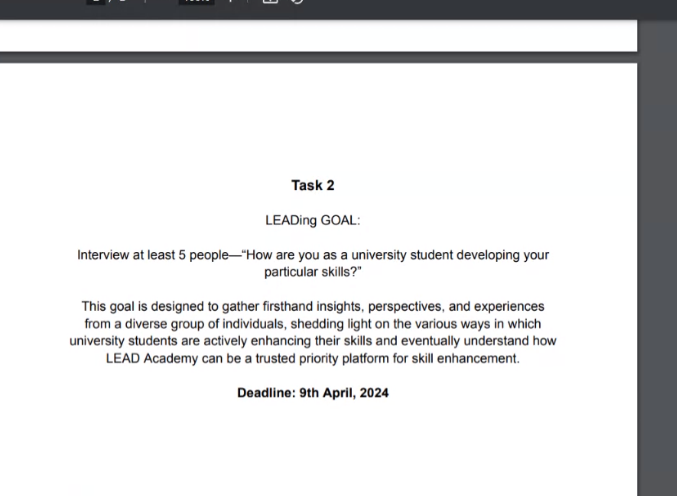 Task 2
LEADing GOAL:
Interview at least 5 people—“How are you as a university student developing your
particular skills?”
This goal is designed to gather firsthand insights, perspectives, and experiences
from a diverse group of individuals, shedding light on the various ways in which
university students are actively enhancing their skills and eventually understand how
LEAD Academy can be a trusted priority platform for skill enhancement.
Deadline: 9th April, 2024